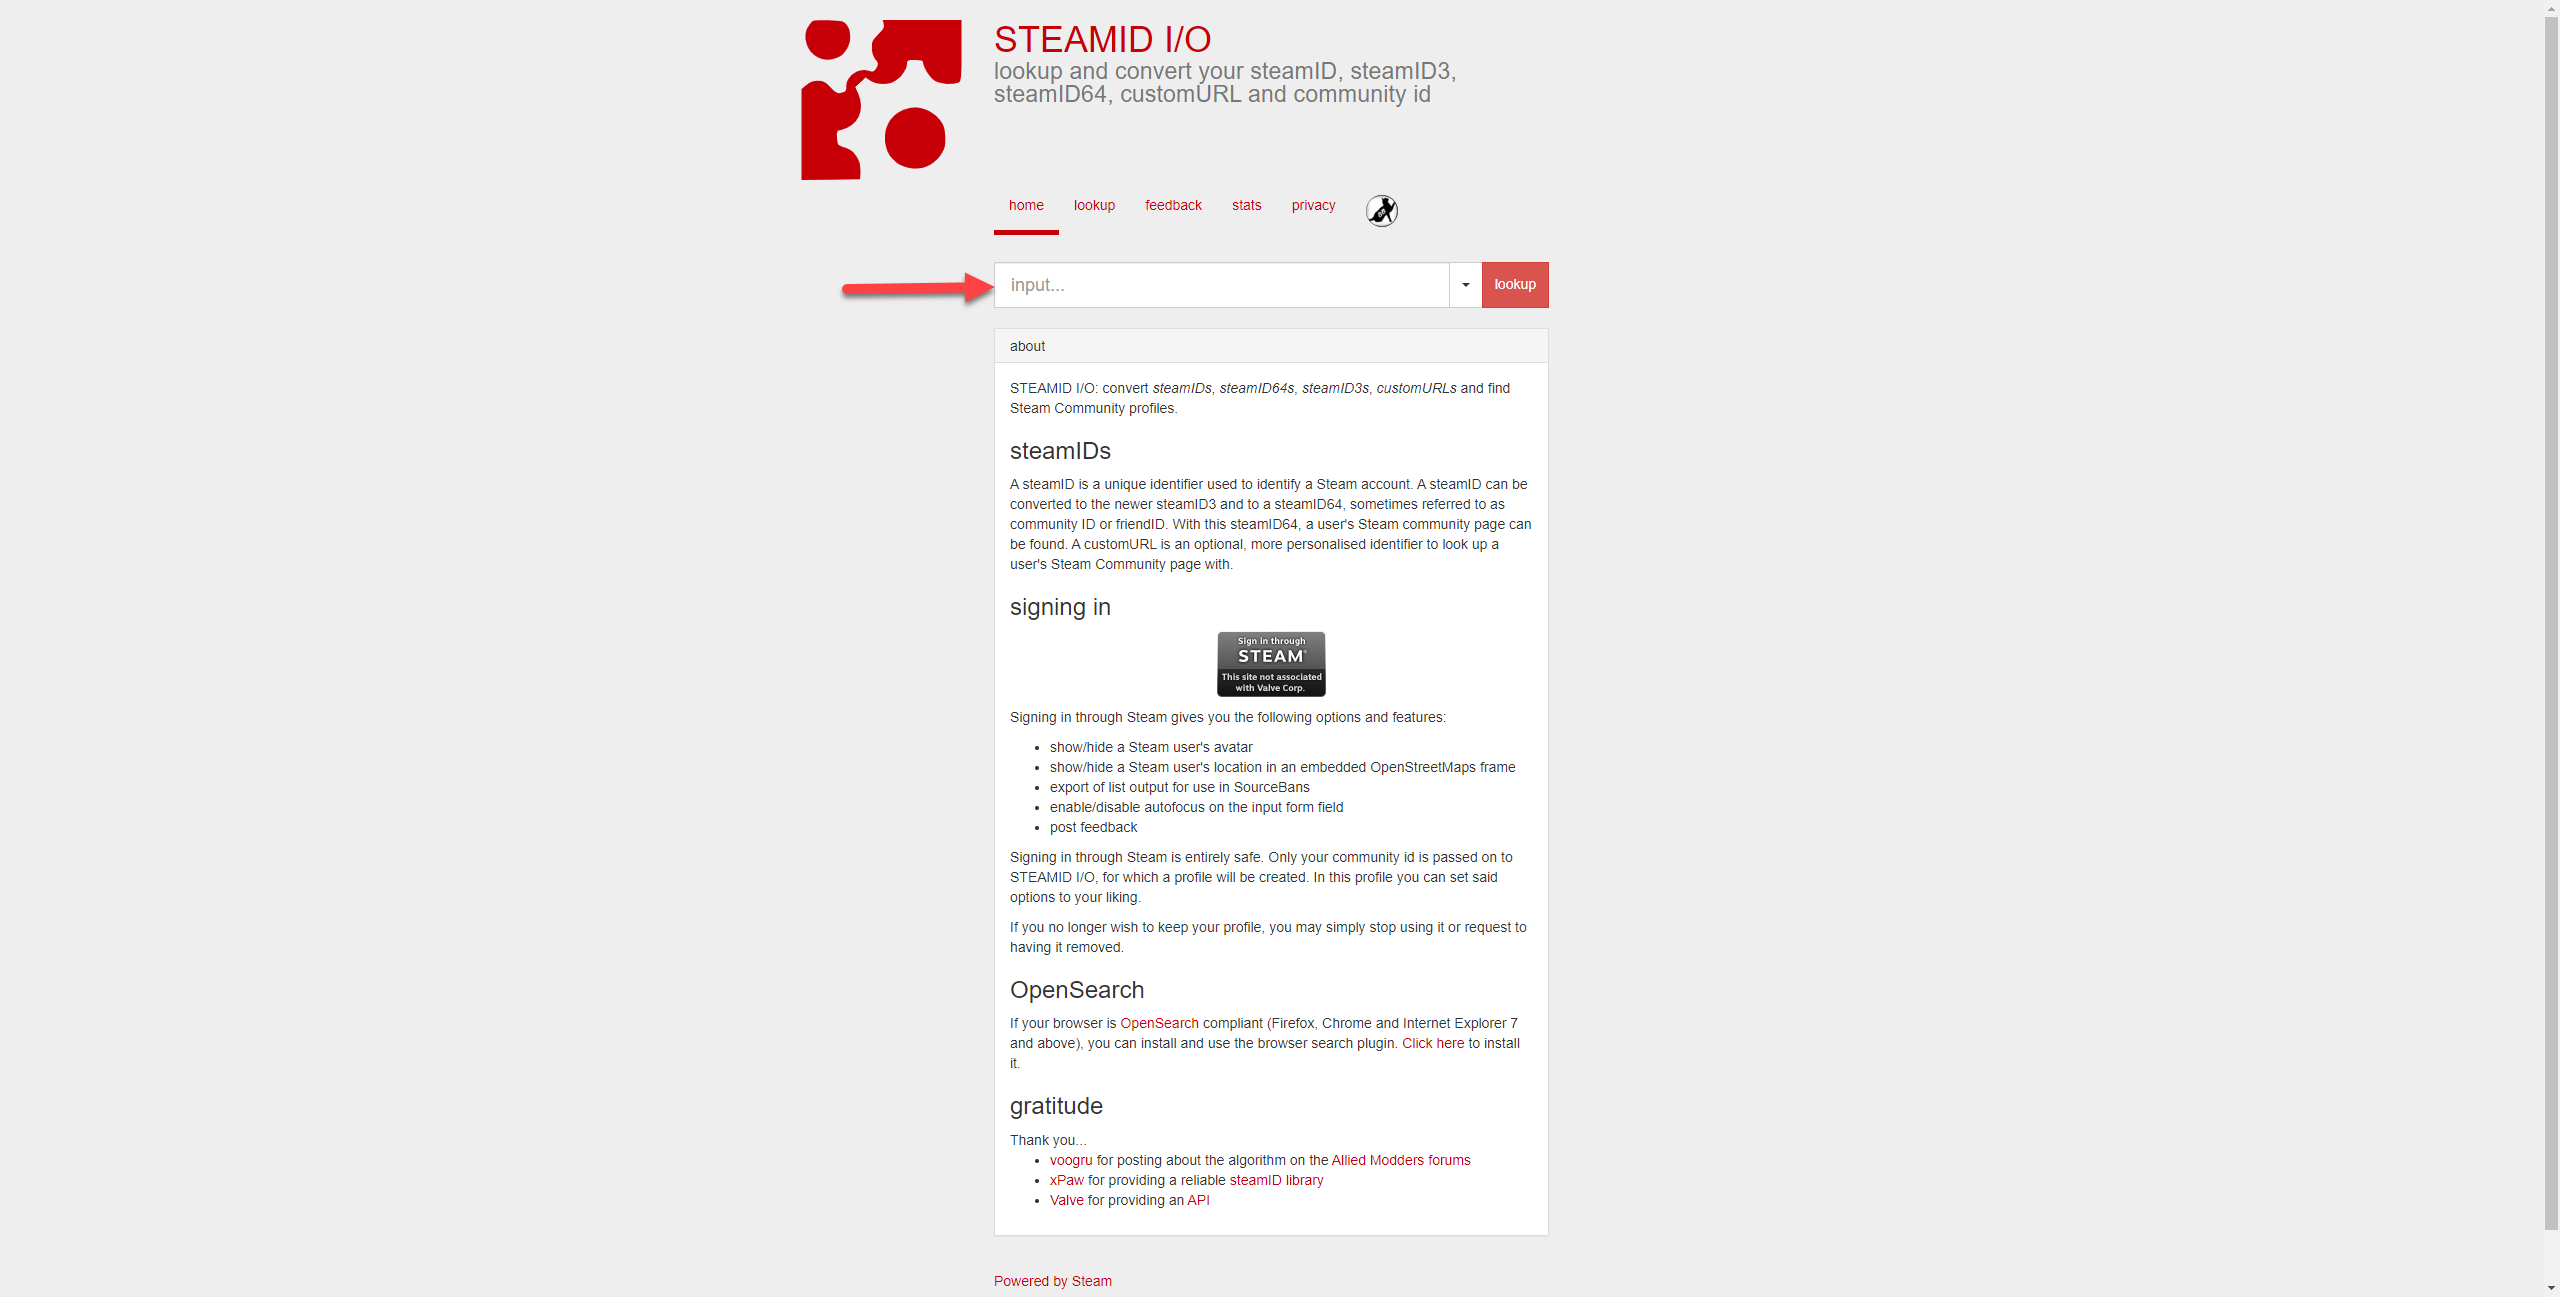 STEAMID I/O
lookup and convert your steamID, steamID3,
steamID64, customURL and community id
home lookup feedback stats privacy
input... lookup
about
STEAMID I/O: convert steamIDs, steamID64s, steamID3s, customURLs and find
Steam Community profiles.
steamIDs
A steamID is a unique identifier used to identify a Steam account. A steamID can be
converted to the newer steamID3 and to a steamID64, sometimes referred to as
community ID or friendID. With this steamID64, a user's Steam community page can
be found. A customURL is an optional, more personalised identifier to look up a
user's Steam Community page with.
signing in
Sign in through
STEAM®
This site not associated
with Valve Corp.
Signing in through Steam gives you the following options and features:
• show/hide a Steam user's avatar
• show/hide a Steam user's location in an embedded OpenStreetMaps frame
• export of list output for use in SourceBans
• enable/disable autofocus on the input form field
• post feedback
Signing in through Steam is entirely safe. Only your community id is passed on to
STEAMID I/O, for which a profile will be created. In this profile you can set said
options to your liking.
If you no longer wish to keep your profile, you may simply stop using it or request to
having it removed.
OpenSearch
If your browser is OpenSearch compliant (Firefox, Chrome and Internet Explorer 7
and above), you can install and use the browser search plugin. Click here to install
it.
gratitude
Thank you...
• voogru for posting about the algorithm on the Allied Modders forums
• xPaw for providing a reliable steamID library
• Valve for providing an API
Powered by Steam